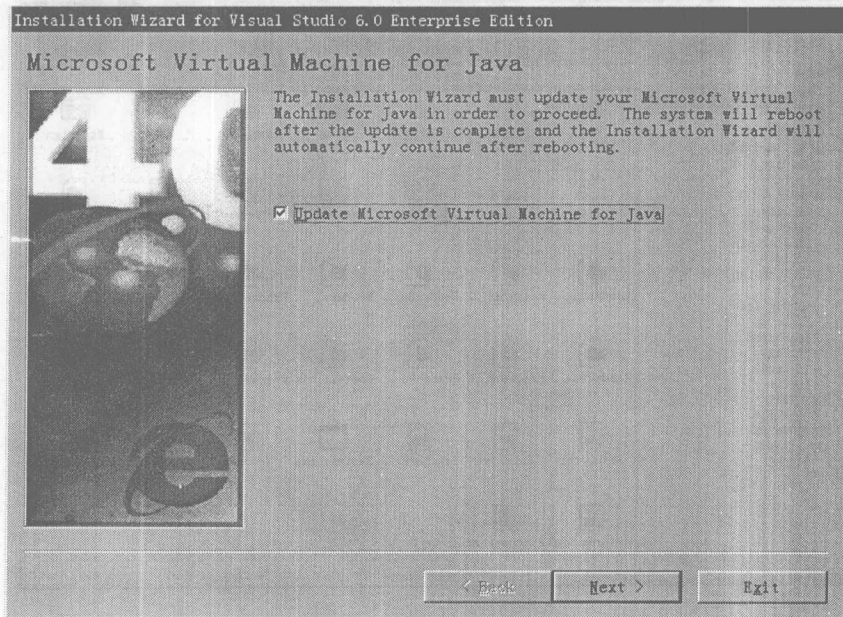 Installation Wizard for Visual Studio 6.0 Enterprise Edition
Microsoft Virtual Machine for Java
4
The Installation Wizard must update your Microsoft Virtual
Machine for Java in order to proceed. The system will reboot
after the update is complete and the Installation Wizard will
automatically continue after rebooting.
Update Microsoft Virtual Machine for Java
e
< Back
Next >
Exit